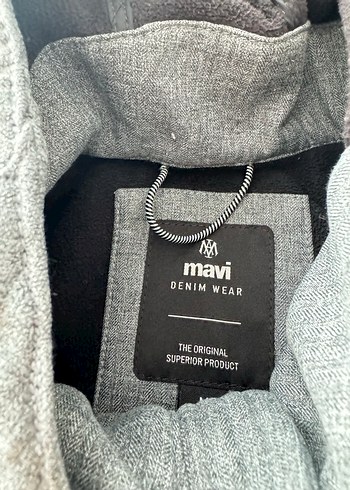 mavi
DENIM WEAR
THE ORIGINAL
SUPERIOR PRODUCT